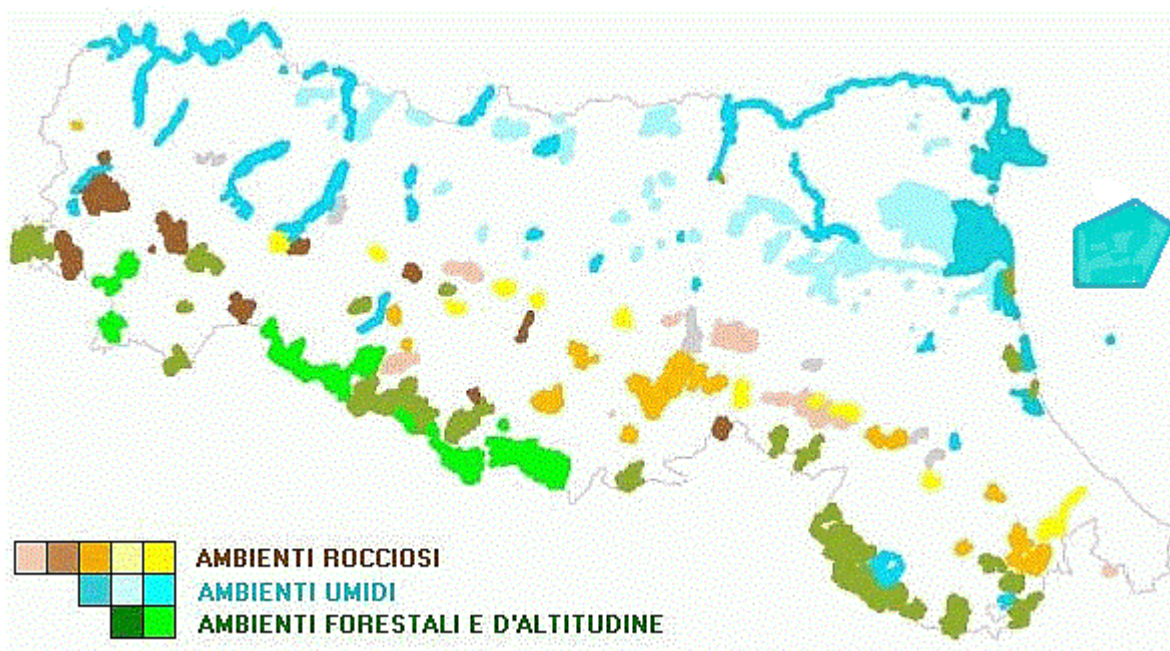 AMBIENTI ROCCIOSI
AMBIENTI UMIDI
AMBIENTI FORESTALI E D'ALTITUDINE